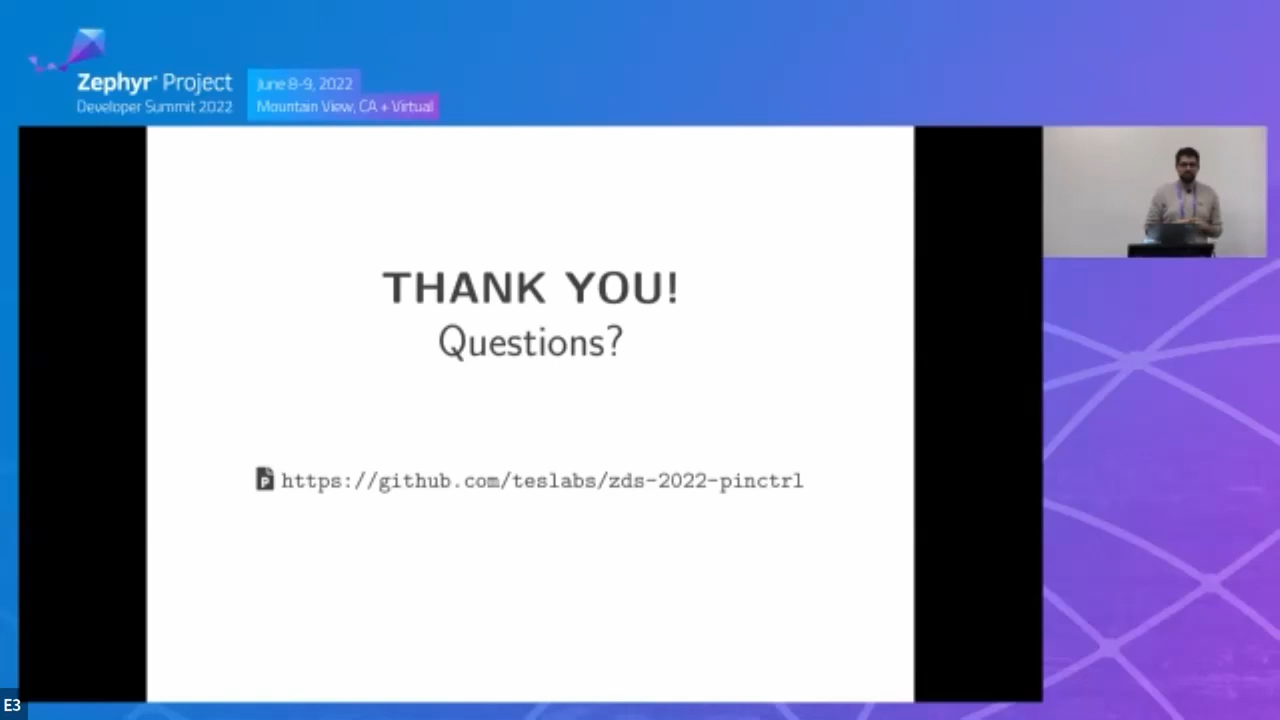 Zephyr® Project
Developer Summit 2022
June 8-9, 2022
Mountain View, CA + Virtual
THANK YOU!
Questions?
https://github.com/teslabs/zds-2022-pinctrl
E3